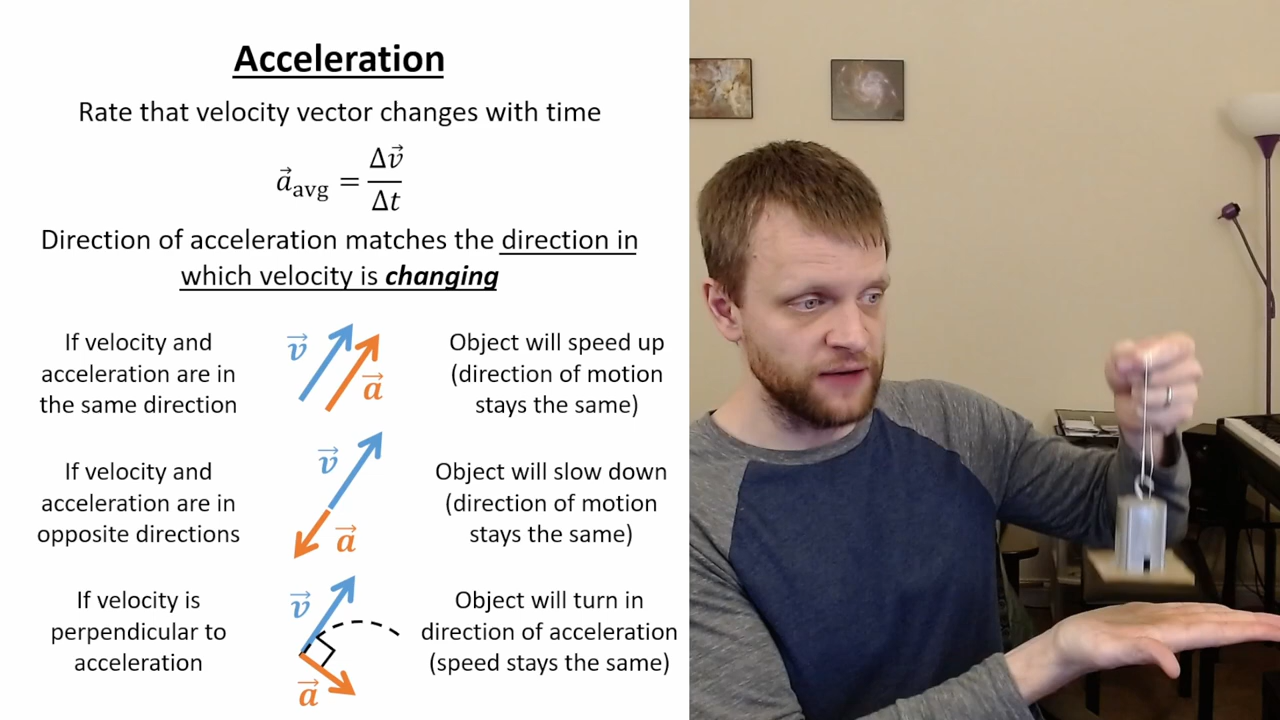 Acceleration
Rate that velocity vector changes with time
a⃗avg = Δv⃗/Δt
Direction of acceleration matches the direction in
which velocity is changing
If velocity and
acceleration are in
the same direction
v⃗
a⃗
Object will speed up
(direction of motion
stays the same)
If velocity and
acceleration are in
opposite directions
v⃗
a⃗
Object will slow down
(direction of motion
stays the same)
If velocity is
perpendicular to
acceleration
v⃗
a⃗
Object will turn in
direction of acceleration
(speed stays the same)